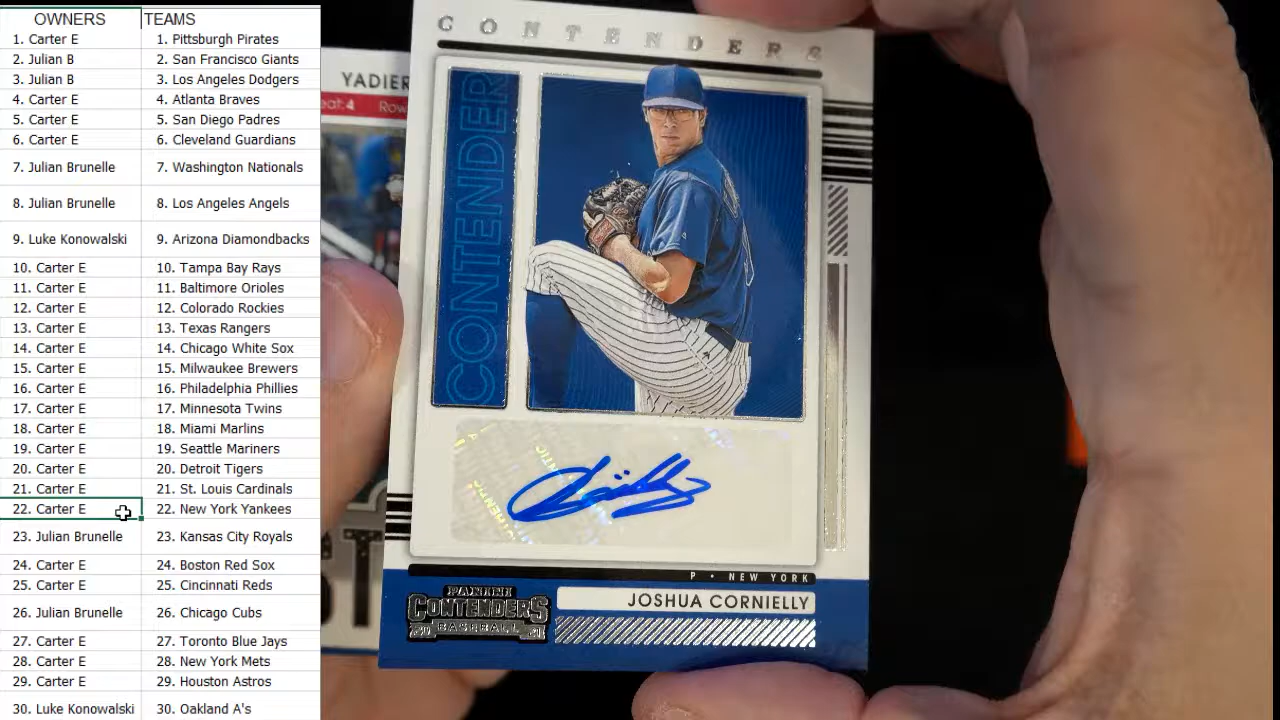 OWNERS TEAMS
1. Carter E 1. Pittsburgh Pirates
2. Julian B 2. San Francisco Giants
3. Julian B 3. Los Angeles Dodgers
4. Carter E 4. Atlanta Braves
5. Carter E 5. San Diego Padres
6. Carter E 6. Cleveland Guardians
7. Julian Brunelle 7. Washington Nationals
8. Julian Brunelle 8. Los Angeles Angels
9. Luke Konowalski 9. Arizona Diamondbacks
10. Carter E 10. Tampa Bay Rays
11. Carter E 11. Baltimore Orioles
12. Carter E 12. Colorado Rockies
13. Carter E 13. Texas Rangers
14. Carter E 14. Chicago White Sox
15. Carter E 15. Milwaukee Brewers
16. Carter E 16. Philadelphia Phillies
17. Carter E 17. Minnesota Twins
18. Carter E 18. Miami Marlins
19. Carter E 19. Seattle Mariners
20. Carter E 20. Detroit Tigers
21. Carter E 21. St. Louis Cardinals
22. Carter E 22. New York Yankees
23. Julian Brunelle 23. Kansas City Royals
24. Carter E 24. Boston Red Sox
25. Carter E 25. Cincinnati Reds
26. Julian Brunelle 26. Chicago Cubs
27. Carter E 27. Toronto Blue Jays
28. Carter E 28. New York Mets
29. Carter E 29. Houston Astros
30. Luke Konowalski 30. Oakland A's
CONTENDERS
YADIER
eat:4 Row
CONTENDER
P • NEW YORK
JOSHUA CORNIELLY
PANINI
CONTENDERS
20 BASEBALL 21